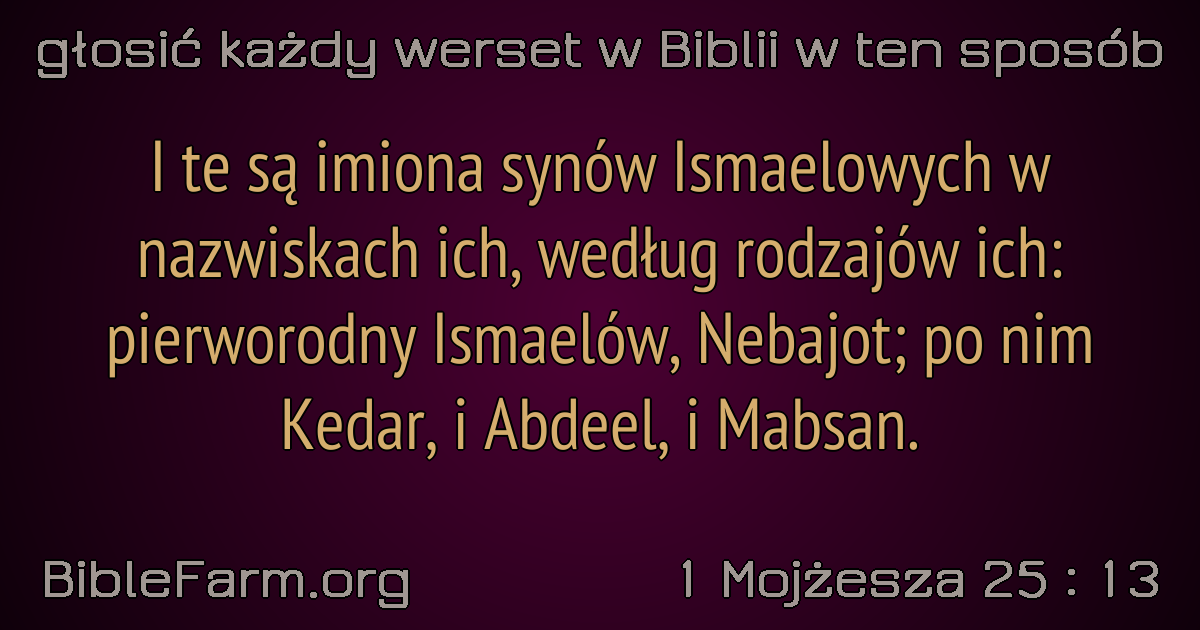 głosić każdy werset w Biblii w ten sposób
I te są imiona synów Ismaelowych w
nazwiskach ich, według rodzajów ich:
pierworodny Ismaelów, Nebajot; po nim
Kedar, i Abdeel, i Mabsan.
BibleFarm.org
1 Mojżesza 25 : 13